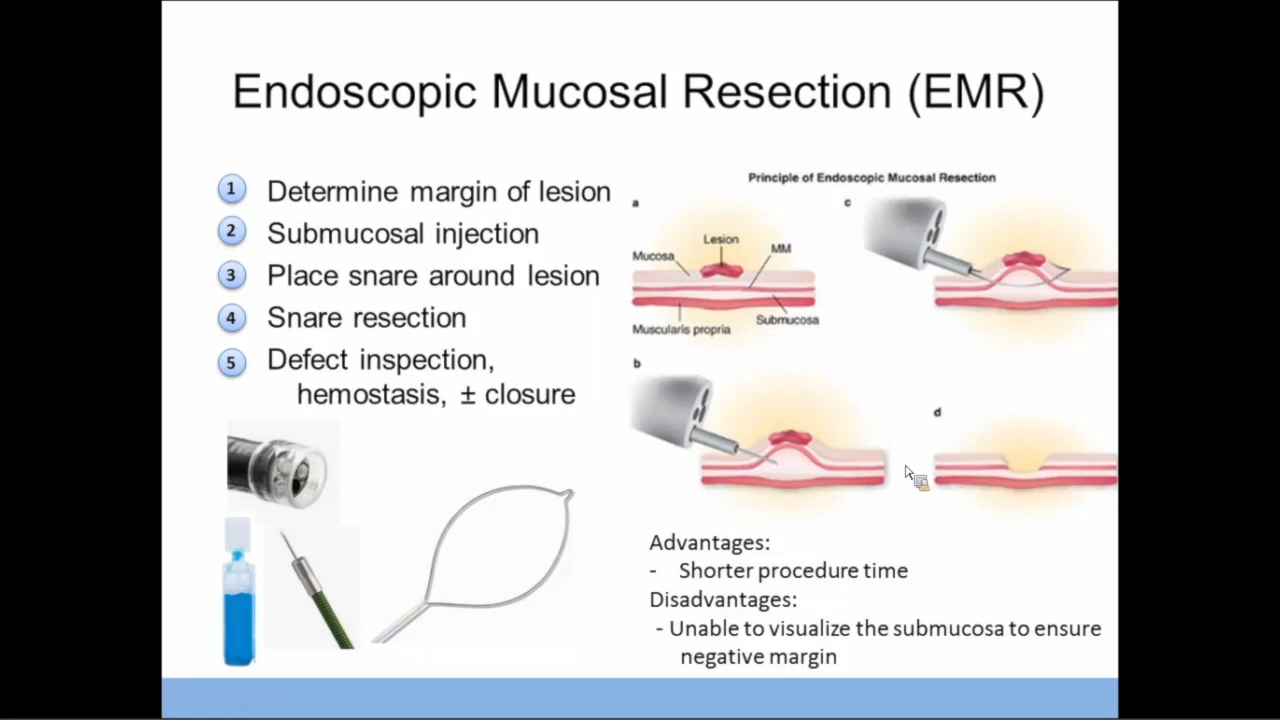 Endoscopic Mucosal Resection (EMR)
1 Determine margin of lesion
2 Submucosal injection
3 Place snare around lesion
4 Snare resection
5 Defect inspection,
hemostasis, ± closure
Principle of Endoscopic Mucosal Resection
a
Lesion
Mucosa
MM
Muscularis propria
Submucosa
b
c
d
Advantages:
- Shorter procedure time
Disadvantages:
- Unable to visualize the submucosa to ensure
negative margin